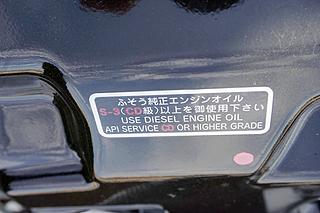 ふそう純正エンジンオイル
S-3(CD級)以上を御使用下さい
USE DIESEL ENGINE OIL
API SERVICE CD OR HIGHER GRADE